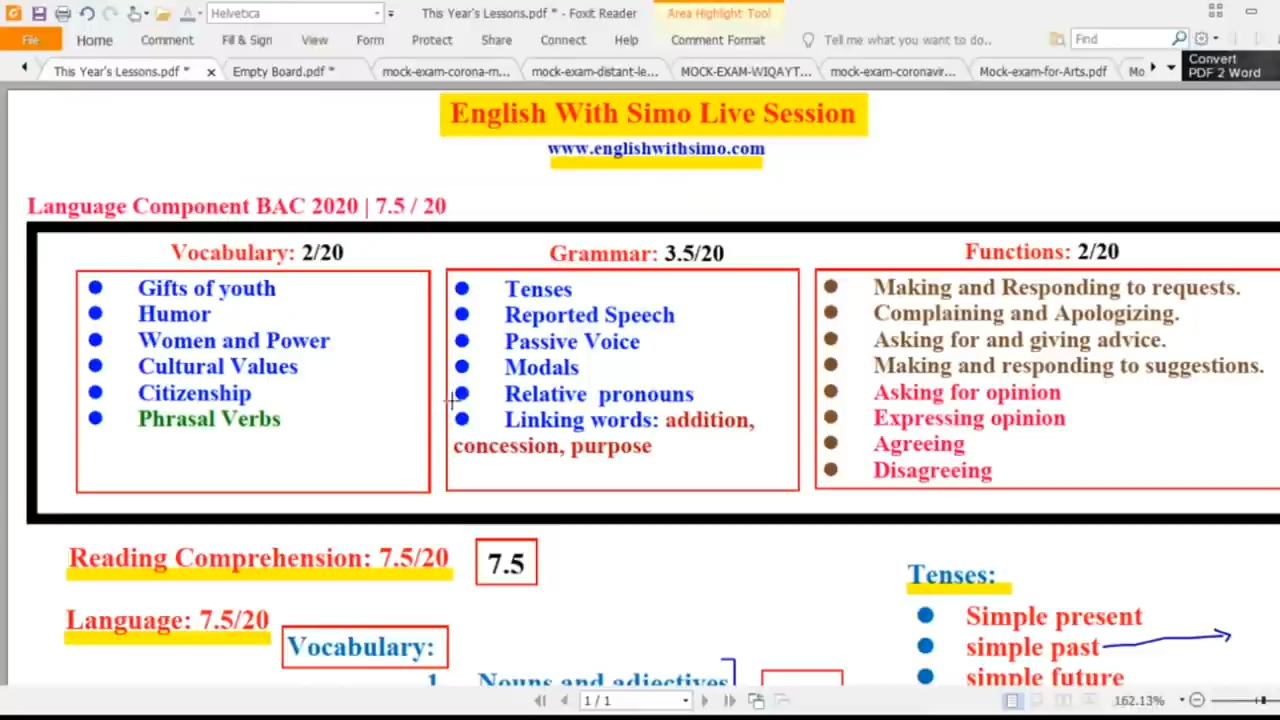 Helvetica
This Year's Lessons.pdf * - Foxit Reader
Area Highlight Tool
File
Home
Comment
Fill & Sign
View
Form
Protect
Share
Connect
Help
Comment Format
Tell me what you want to do..
Find
This Year's Lessons.pdf *
Empty Board.pdf *
mock-exam-corona-m...
mock-exam-distant-le...
MOCK-EXAM-WIQAYT...
mock-exam-coronavir...
Mock-exam-for-Arts.pdf
Mo
Convert
PDF 2 Word
English With Simo Live Session
www.englishwithsimo.com
Language Component BAC 2020 | 7.5 / 20
Vocabulary: 2/20
Gifts of youth
Humor
Women and Power
Cultural Values
Citizenship
Phrasal Verbs
Grammar: 3.5/20
Tenses
Reported Speech
Passive Voice
Modals
Relative pronouns
Linking words: addition,
concession, purpose
Functions: 2/20
Making and Responding to requests.
Complaining and Apologizing.
Asking for and giving advice.
Making and responding to suggestions.
Asking for opinion
Expressing opinion
Agreeing
Disagreeing
Reading Comprehension: 7.5/20
7.5
Language: 7.5/20
Vocabulary:
1. Nouns and adjectives
Tenses:
Simple present
simple past
simple future
1 / 1
162.13%